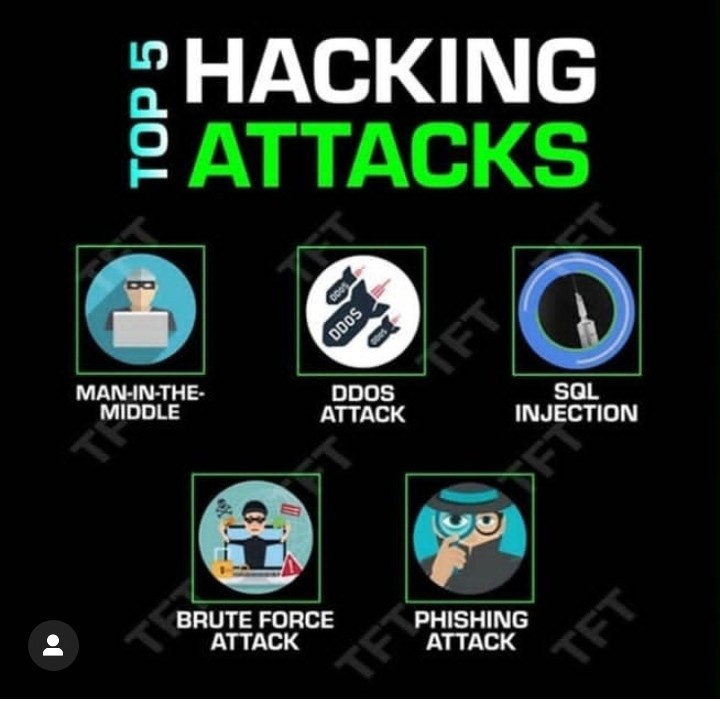 TOP 5
HACKING
ATTACKS
TFT TFT TFT
DDOS
DDOS
DDOS
TFT
MAN-IN-THE-
MIDDLE
DDOS
ATTACK
SQL
INJECTION
TFT TFT TFT
BRUTE FORCE
ATTACK
PHISHING
ATTACK
TFT TFT TFT